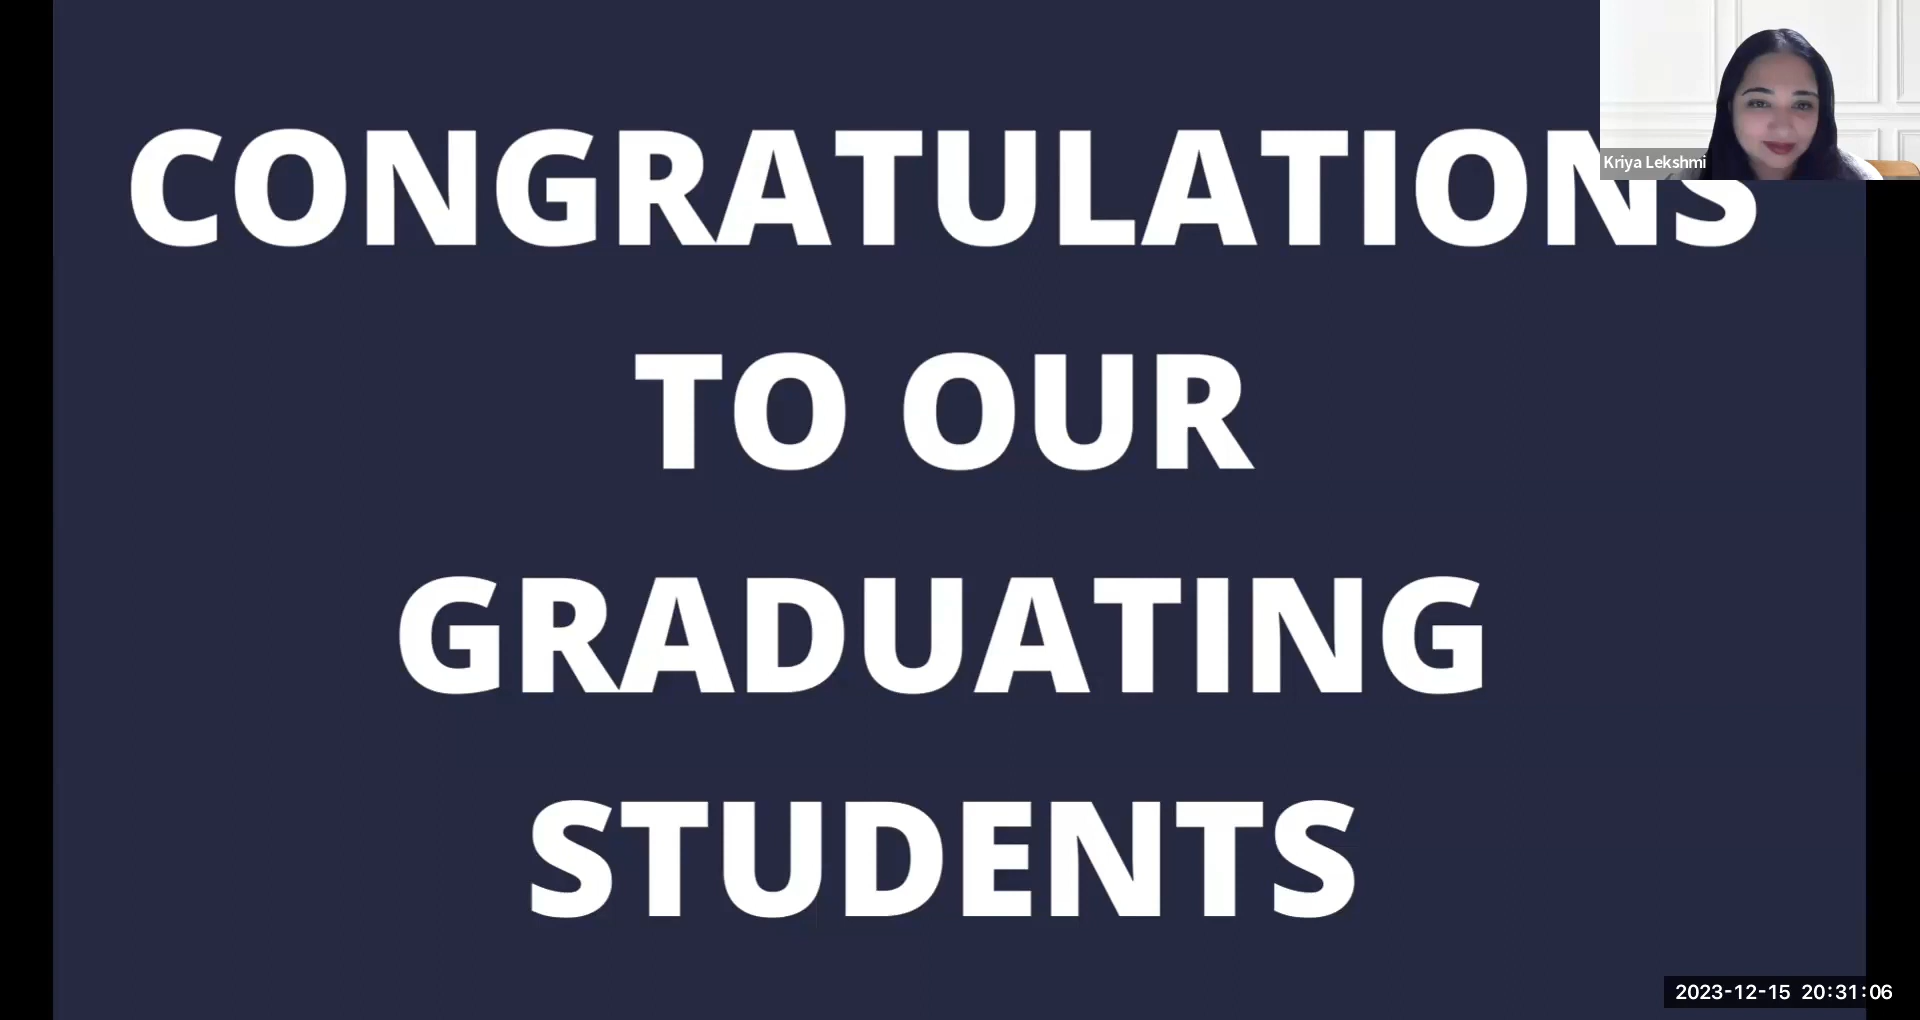 CONGRATULATIONS
TO OUR
GRADUATING
STUDENTS
Kriya Lekshmi
2023-12-15 20:31:06